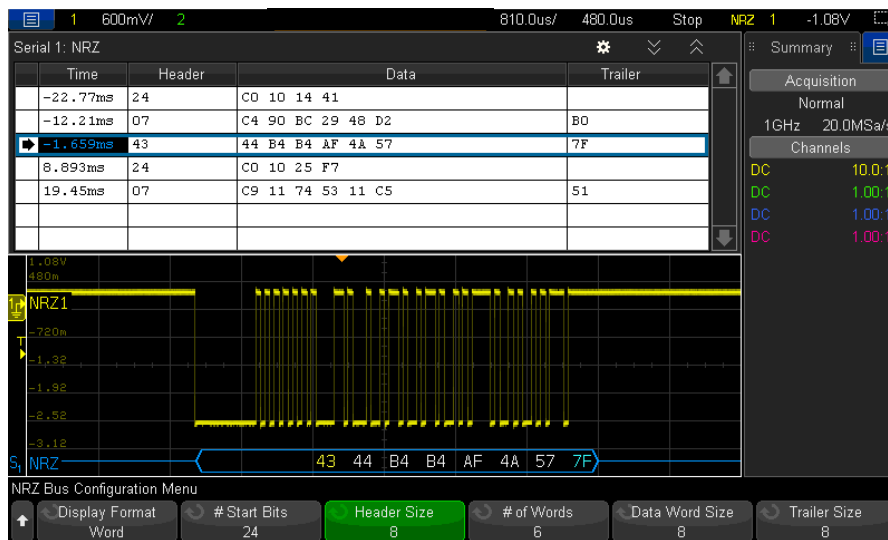 1 600mV/ 2 810.0us/ 480.0us Stop NRZ 1 -1.08V
Serial 1: NRZ
Summary
Time Header Data Trailer
-22.77ms 24 C0 10 14 41
-12.21ms 07 C4 90 BC 29 48 D2 B0
-1.659ms 43 44 B4 B4 AF 4A 57 7F
8.893ms 24 C0 10 25 F7
19.45ms 07 C9 11 74 53 11 C5 51
Acquisition
Normal
1GHz 20.0MSa/s
Channels
DC 10.0:1
DC 1.00:1
DC 1.00:1
DC 1.00:1
1.08V
480m
NRZ1
-720m
T
-1.32
-1.92
-2.52
-3.12
S1 NRZ 43 44 B4 B4 AF 4A 57 7F
NRZ Bus Configuration Menu
Display Format
Word
# Start Bits
24
Header Size
8
# of Words
6
Data Word Size
8
Trailer Size
8